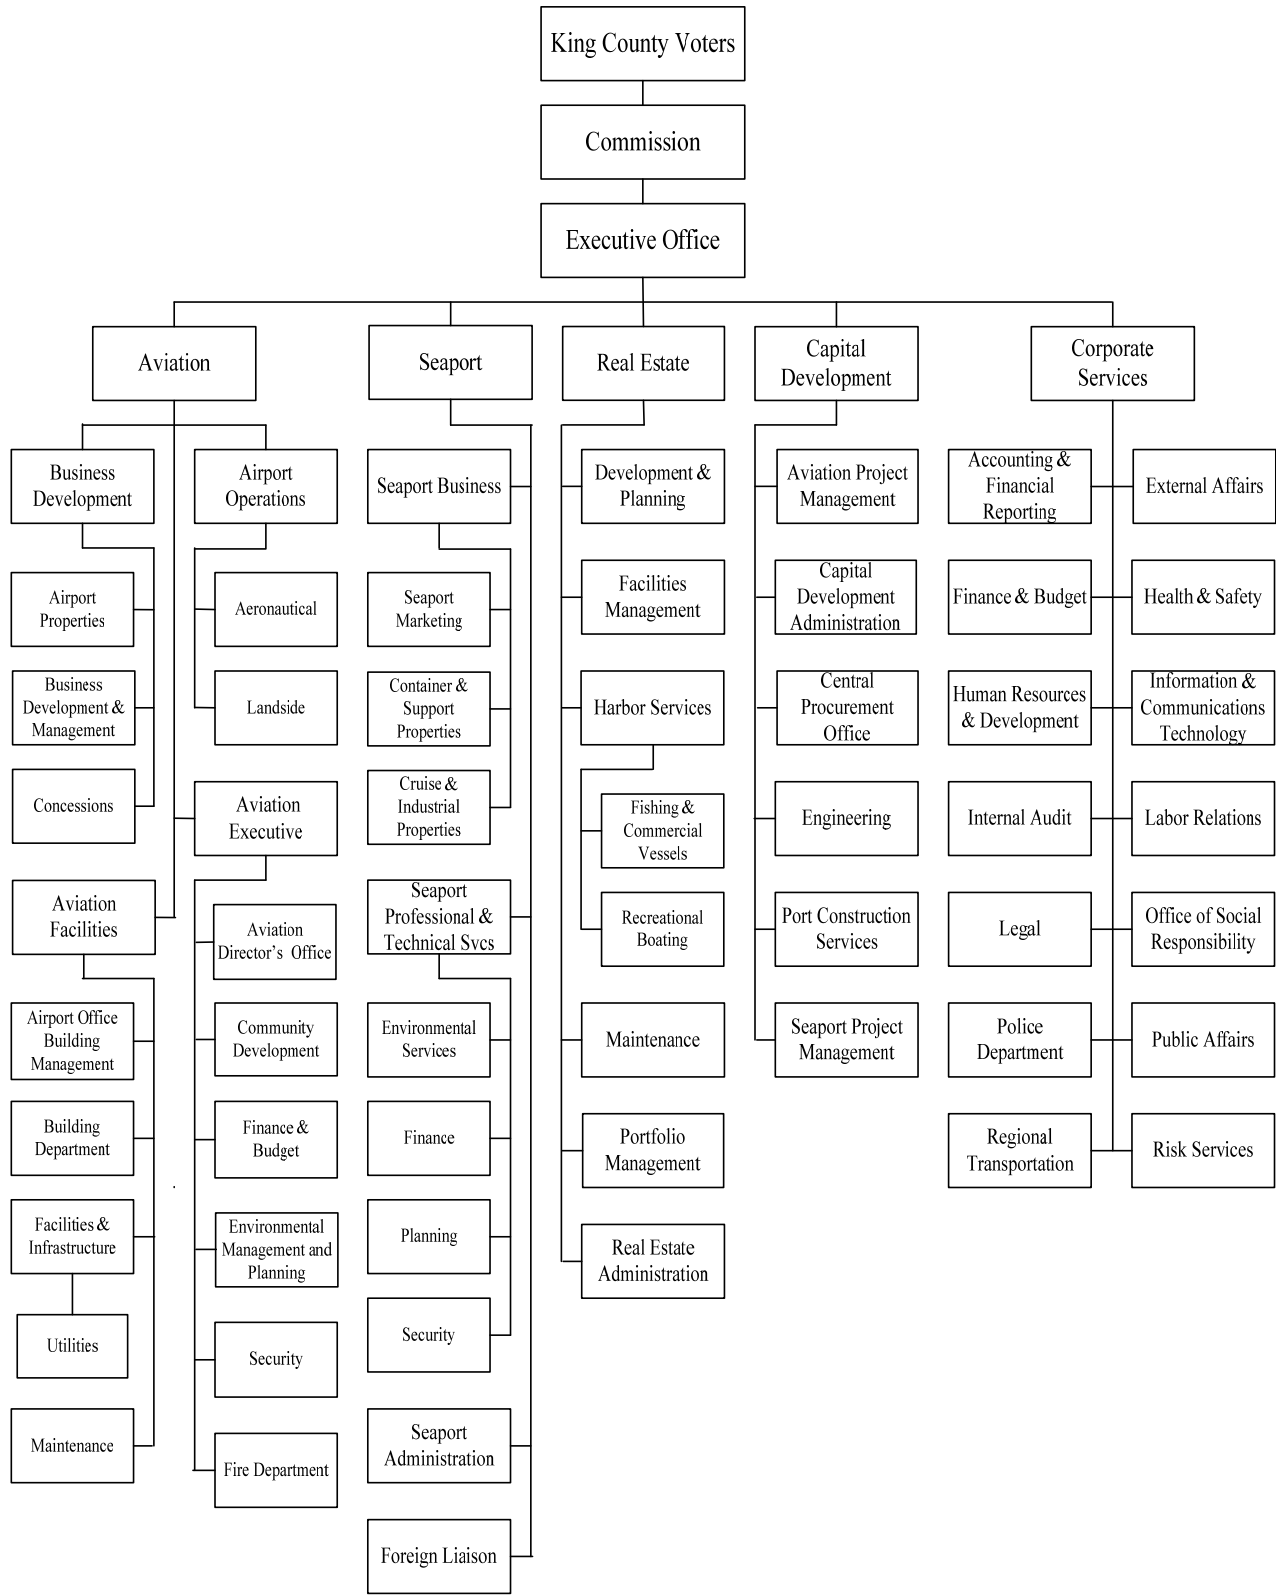 King County Voters
Commission
Executive Office
Aviation
Seaport
Real Estate
Capital
Development
Corporate
Services
Business
Development
Airport
Operations
Seaport Business
Development &
Planning
Aviation Project
Management
Accounting &
Financial
Reporting
External Affairs
Airport
Properties
Aeronautical
Seaport
Marketing
Facilities
Management
Capital
Development
Administration
Finance & Budget
Health & Safety
Business
Development &
Management
Landside
Container &
Support
Properties
Harbor Services
Central
Procurement
Office
Human Resources
& Development
Information &
Communications
Technology
Concessions
Aviation
Executive
Cruise &
Industrial
Properties
Fishing &
Commercial
Vessels
Engineering
Internal Audit
Labor Relations
Aviation
Facilities
Aviation
Director's Office
Seaport
Professional &
Technical Svcs
Recreational
Boating
Port Construction
Services
Legal
Office of Social
Responsibility
Airport Office
Building
Management
Community
Development
Environmental
Services
Maintenance
Seaport Project
Management
Police
Department
Public Affairs
Building
Department
Finance &
Budget
Finance
Portfolio
Management
Regional
Transportation
Risk Services
Facilities &
Infrastructure
Environmental
Management and
Planning
Planning
Real Estate
Administration
Utilities
Security
Security
Maintenance
Fire Department
Seaport
Administration
Foreign Liaison